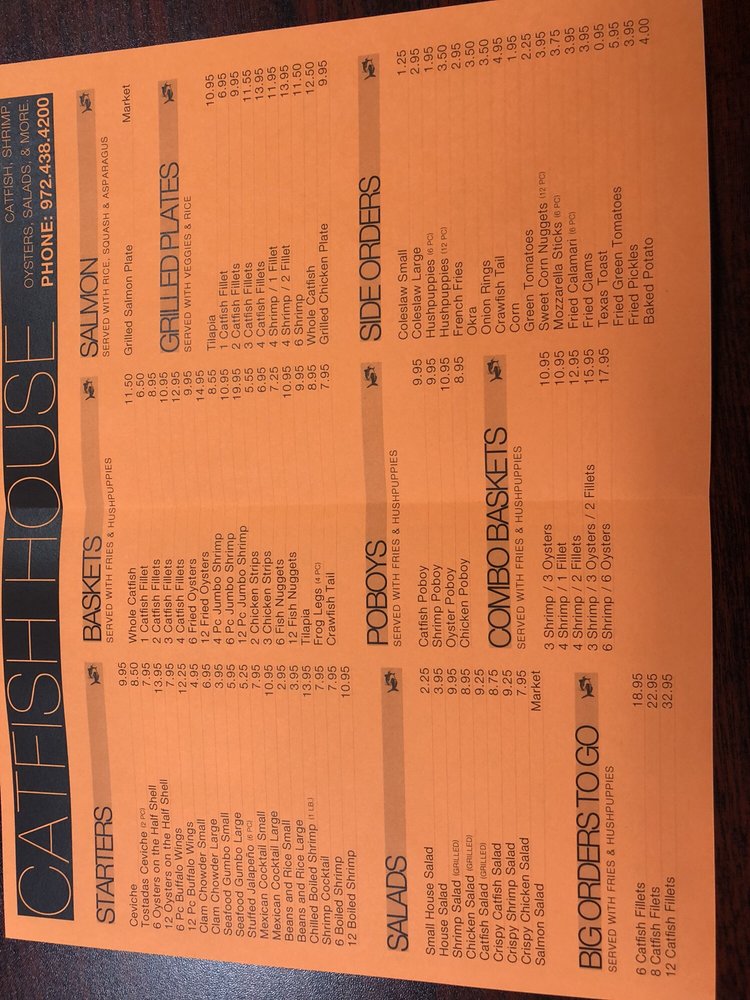 CATFISH HOUSE
CATFISH, SHRIMP,
OYSTERS, SALADS, & MORE.
PHONE: 972.438.4200
STARTERS
Ceviche 9.95
Tostadas Ceviche (2 PC) 8.50
6 Oysters on the Half Shell 7.95
12 Oysters on the Half Shell 13.95
6 Pc Buffalo Wings 7.95
12 Pc Buffalo Wings 12.25
Clam Chowder Small 4.95
Clam Chowder Large 6.95
Seafood Gumbo Small 3.95
Seafood Gumbo Large 5.95
Stuffed Jalapeño (6 PC) 5.25
Mexican Cocktail Small 7.95
Mexican Cocktail Large 10.95
Beans and Rice Small 2.95
Beans and Rice Large 3.95
Chilled Boiled Shrimp (1 LB.) 13.95
Shrimp Cocktail 7.95
6 Boiled Shrimp 7.95
12 Boiled Shrimp 10.95
SALADS
Small House Salad 2.25
House Salad 3.95
Shrimp Salad (GRILLED) 9.95
Chicken Salad (GRILLED) 8.95
Catfish Salad (GRILLED) 9.25
Crispy Catfish Salad 8.75
Crispy Shrimp Salad 9.25
Crispy Chicken Salad 7.95
Salmon Salad Market
BIG ORDERS TO GO
SERVED WITH FRIES & HUSHPUPPIES
6 Catfish Fillets 18.95
8 Catfish Filets 22.95
12 Catfish Fillets 32.95
BASKETS
SERVED WITH FRIES & HUSHPUPPIES
Whole Catfish 11.50
1 Catfish Fillet 6.50
2 Catfish Fillets 8.95
3 Catfish Fillets 10.95
4 Catfish Fillets 12.95
6 Fried Oysters 9.95
12 Fried Oysters 14.95
4 Pc Jumbo Shrimp 8.55
6 Pc Jumbo Shrimp 10.95
12 Pc Jumbo Shrimp 19.95
2 Chicken Strips 5.55
3 Chicken Strips 6.95
6 Fish Nuggets 7.25
12 Fish Nuggets 10.95
Tilapia 9.95
Frog Legs (4 PC) 8.95
Crawfish Tail 7.95
POBOYS
SERVED WITH FRIES & HUSHPUPPIES
Catfish Poboy 9.95
Shrimp Poboy 9.95
Oyster Poboy 10.95
Chicken Poboy 8.95
COMBO BASKETS
SERVED WITH FRIES & HUSHPUPPIES
3 Shrimp / 3 Oysters 10.95
4 Shrimp / 1 Fillet 10.95
4 Shrimp / 2 Fillets 12.95
3 Shrimp / 3 Oysters / 2 Fillets 15.95
6 Shrimp / 6 Oysters 17.95
SALMON
SERVED WITH RICE, SQUASH & ASPARAGUS
Grilled Salmon Plate Market
GRILLED PLATES
SERVED WITH VEGGIES & RICE
Tilapia 10.95
1 Catfish Fillet 6.95
2 Catfish Fillets 9.95
3 Catfish Fillets 11.55
4 Catfish Fillets 13.95
4 Shrimp / 1 Fillet 11.95
4 Shrimp / 2 Fillet 13.95
6 Shrimp 11.50
Whole Catfish 12.50
Grilled Chicken Plate 9.95
SIDE ORDERS
Coleslaw Small 1.25
Coleslaw Large 2.95
Hushpuppies (6 PC) 1.95
Hushpuppies (12 PC) 3.50
French Fries 2.95
Okra 3.50
Onion Rings 3.50
Crawfish Tail 4.95
Corn 1.95
Green Tomatoes 2.25
Sweet Corn Nuggets (12 PC) 3.95
Mozzarella Sticks (6 PC) 3.75
Fried Calamari (6 PC) 3.95
Fried Clams 3.95
Texas Toast 0.95
Fried Green Tomatoes 5.95
Fried Pickles 3.95
Baked Potato 4.00